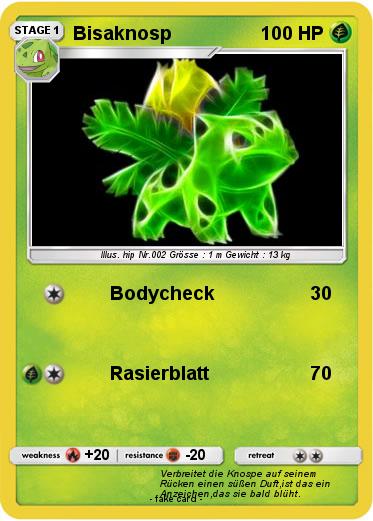 STAGE 1 Bisaknosp 100 HP
Illus. hip Nr.002 Grösse : 1 m Gewicht : 13 kg
Bodycheck 30
Rasierblatt 70
weakness +20 resistance -20 retreat
Verbreitet die Knospe auf seinem
Rücken einen süßen Duft,ist das ein
Anzeichen,das sie bald blüht.
- fake card -